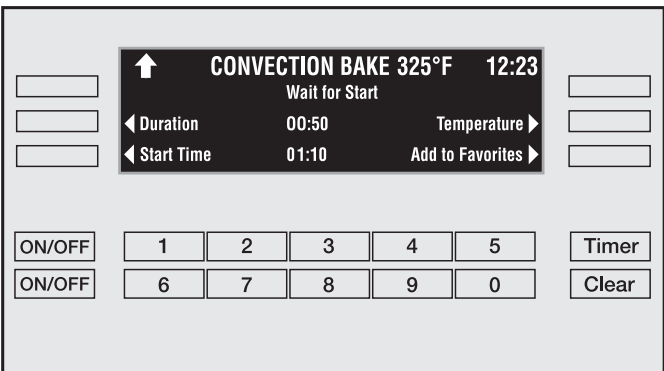 CONVECTION BAKE 325°F 12:23
Wait for Start
Duration 00:50 Temperature
Start Time 01:10 Add to Favorites
ON/OFF 1 2 3 4 5 Timer
ON/OFF 6 7 8 9 0 Clear